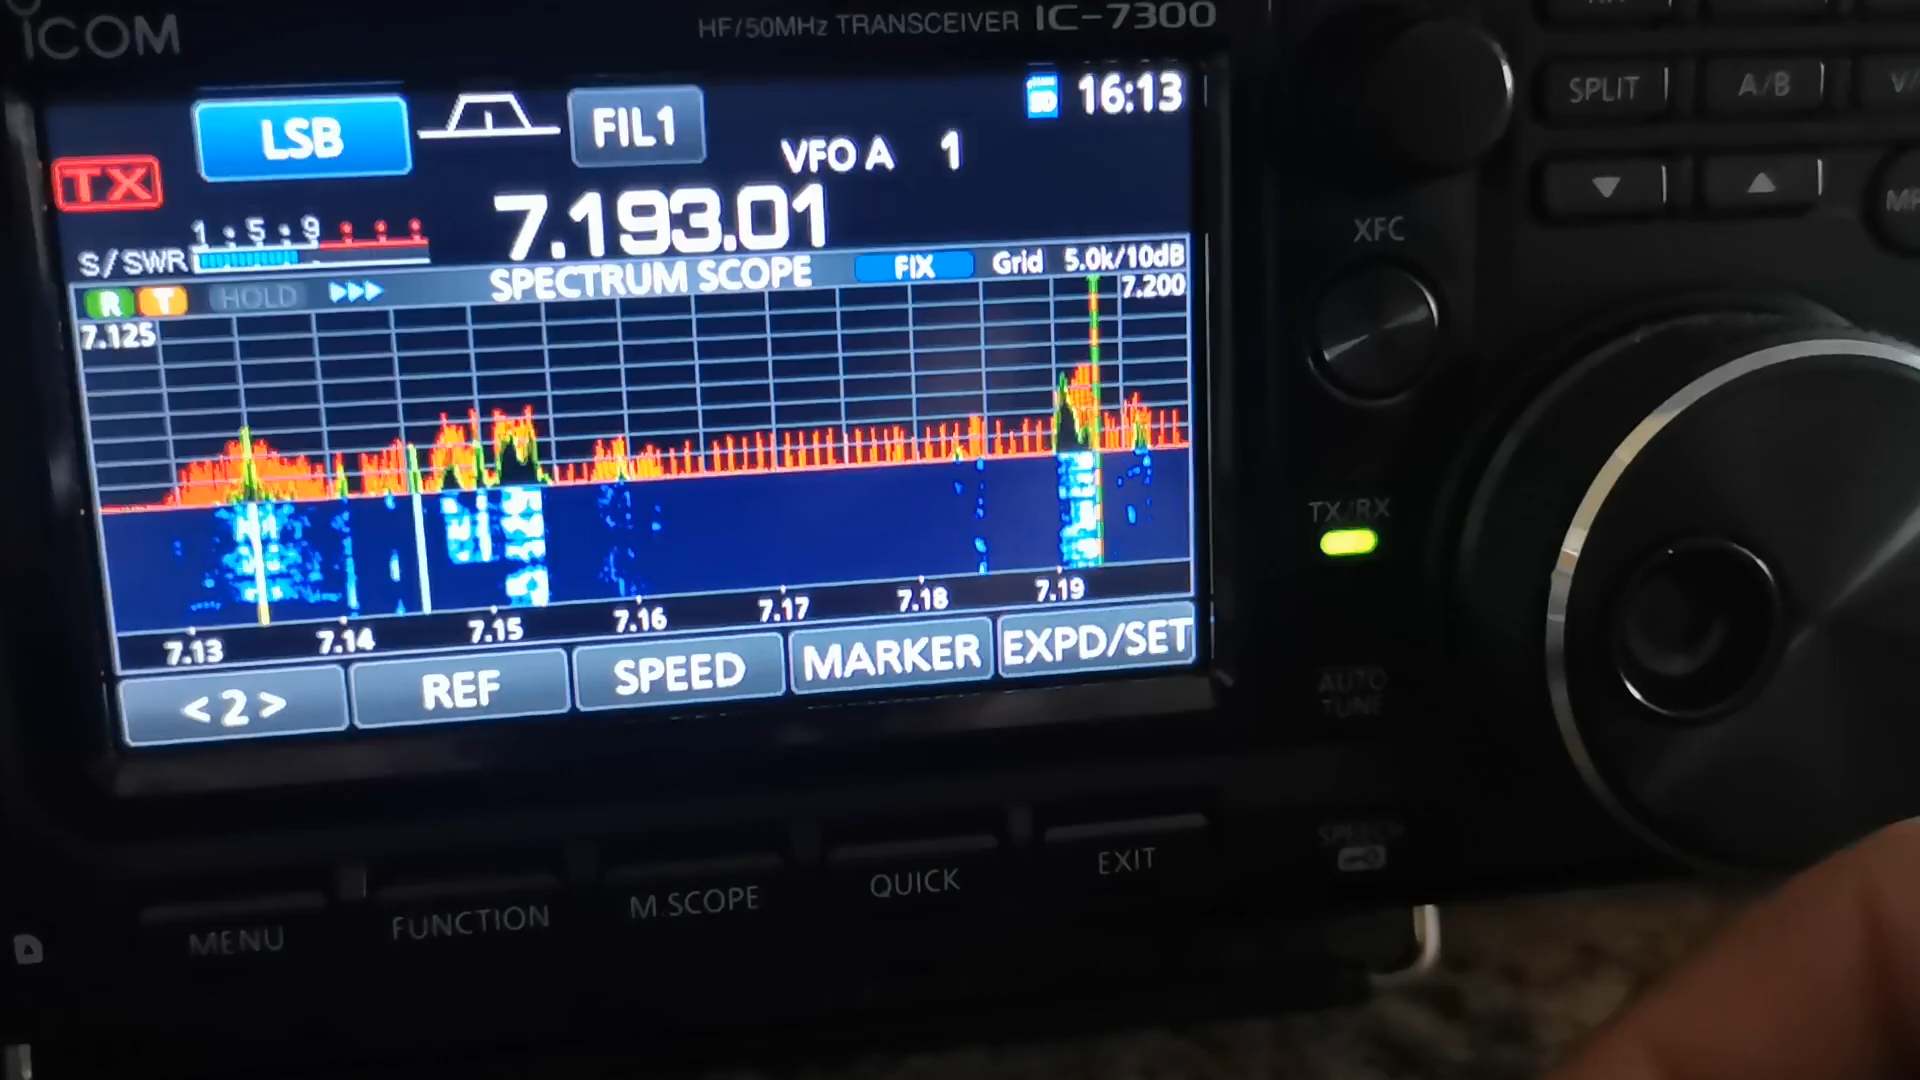 ICOM
HF/50MHz TRANSCEIVER IC-7300
LSB
FIL1
16:13
TX
VFO A 1
7.193.01
1 5 9
S/SWR
SPECTRUM SCOPE FIX Grid 5.0k/10dB
R T HOLD
7.125
7.200
7.13 7.14 7.15 7.16 7.17 7.18 7.19
<2> REF SPEED MARKER EXPD/SET
MENU FUNCTION M.SCOPE QUICK EXIT
SPLIT A/B
XFC
TX/RX
AUTO
TUNE
SPEECH